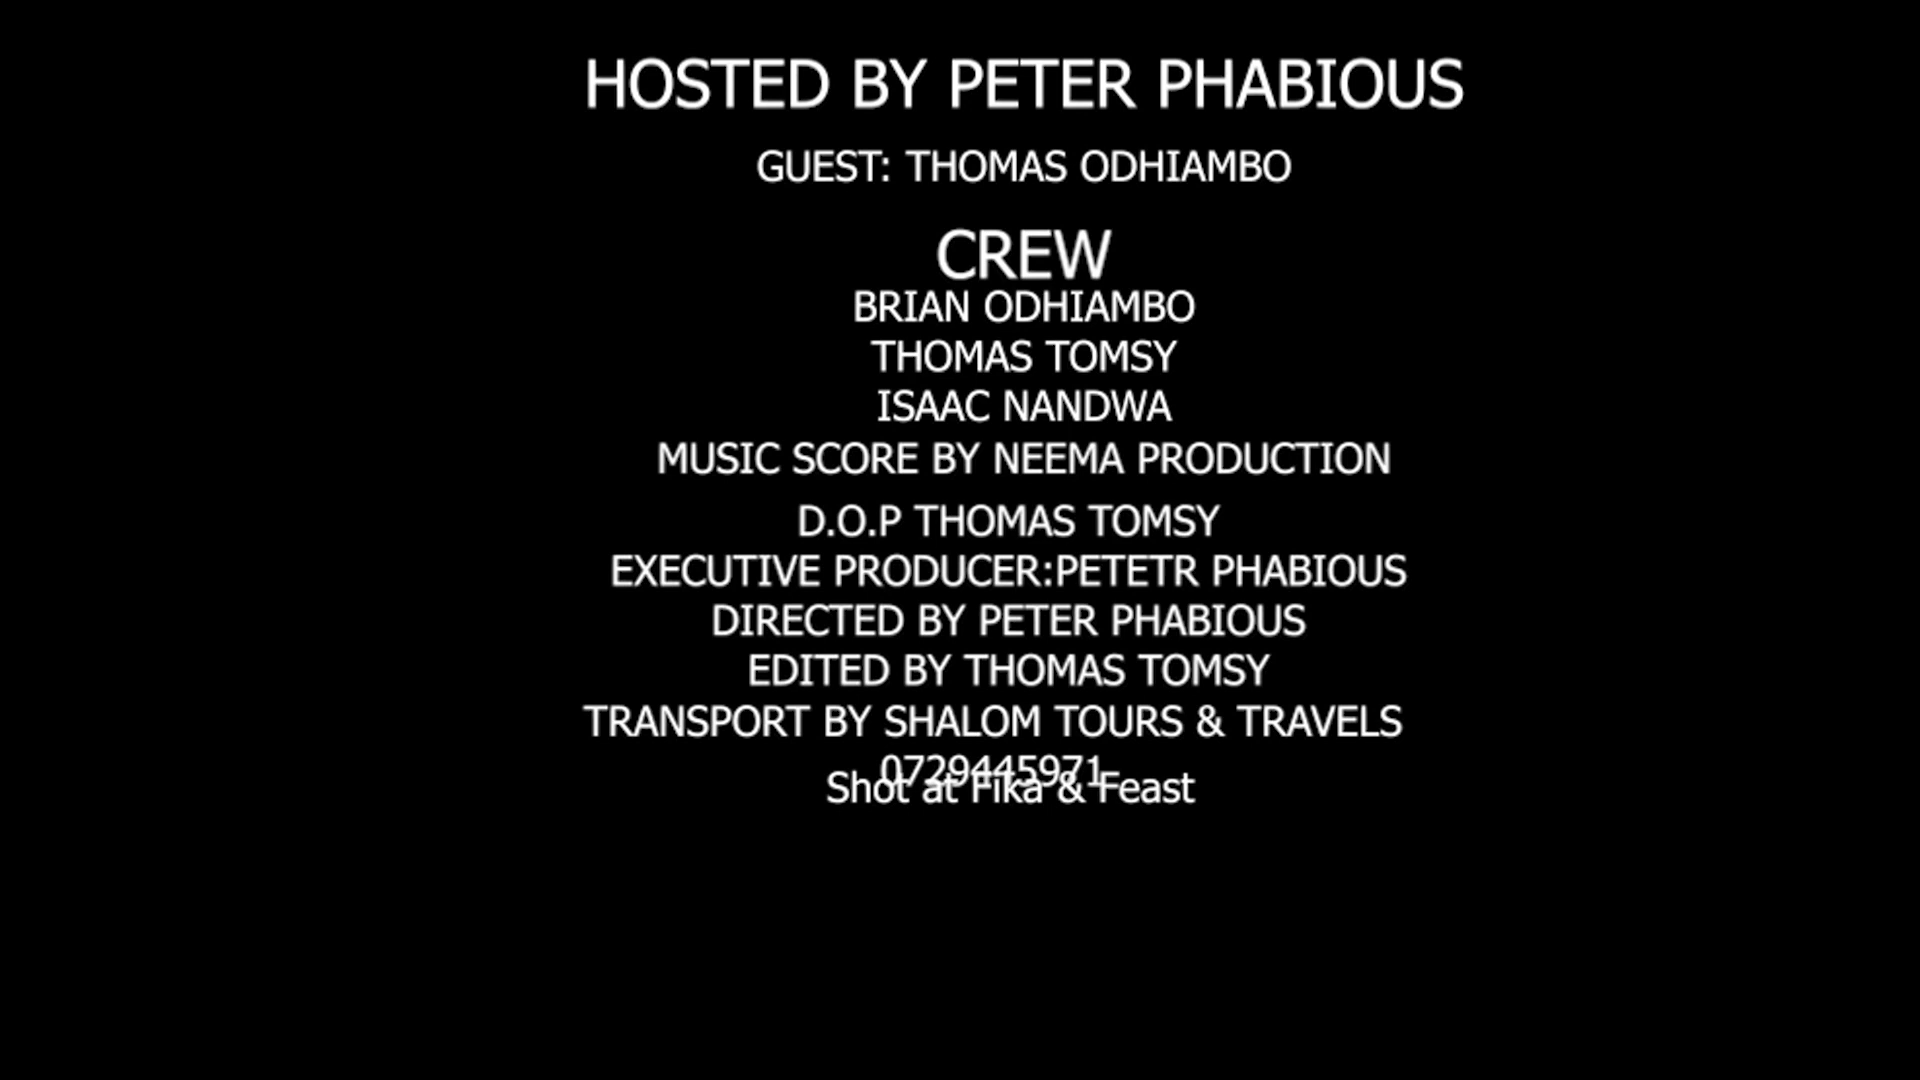 HOSTED BY PETER PHABIOUS
GUEST: THOMAS ODHIAMBO
CREW
BRIAN ODHIAMBO
THOMAS TOMSY
ISAAC NANDWA
MUSIC SCORE BY NEEMA PRODUCTION
D.O.P THOMAS TOMSY
EXECUTIVE PRODUCER:PETETR PHABIOUS
DIRECTED BY PETER PHABIOUS
EDITED BY THOMAS TOMSY
TRANSPORT BY SHALOM TOURS & TRAVELS
0729445971
Shot at Fika & Feast